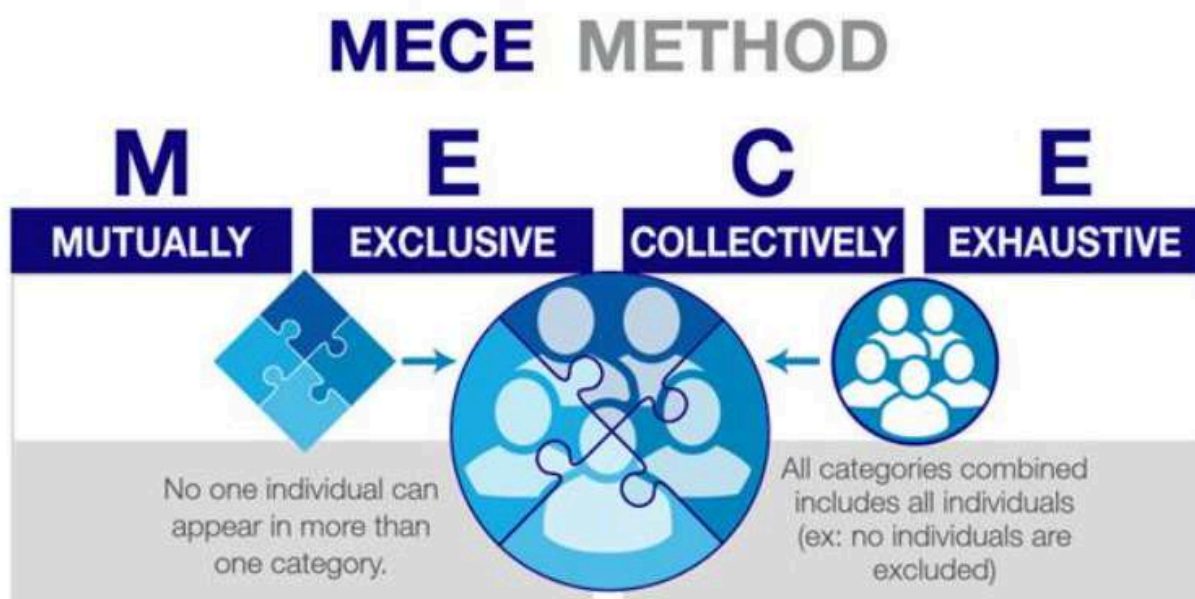 MECE METHOD
M E C E
MUTUALLY EXCLUSIVE COLLECTIVELY EXHAUSTIVE
No one individual can
appear in more than
one category.
All categories combined
includes all individuals
(ex: no individuals are
excluded)